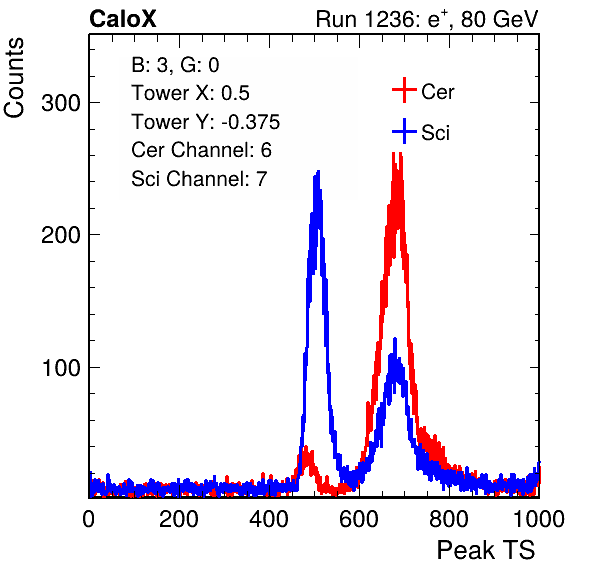 CaloX Run 1236: e⁺, 80 GeV
Counts
B: 3, G: 0
Tower X: 0.5
Tower Y: -0.375
Cer Channel: 6
Sci Channel: 7
Cer
Sci
300
200
100
0 200 400 600 800 1000
Peak TS